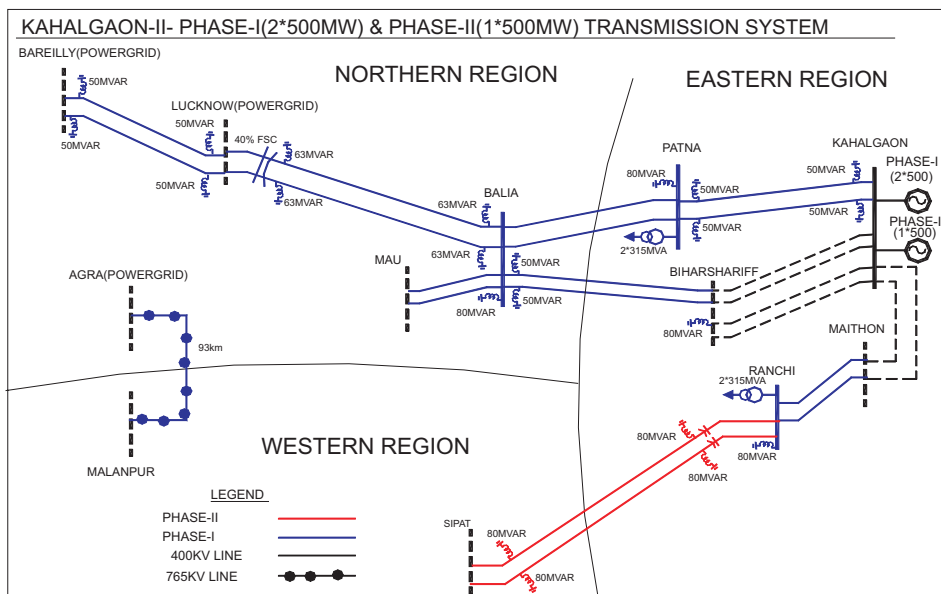 KAHALGAON-II- PHASE-I(2*500MW) & PHASE-II(1*500MW) TRANSMISSION SYSTEM
BAREILLY(POWERGRID)
NORTHERN REGION
EASTERN REGION
50MVAR
LUCKNOW(POWERGRID)
50MVAR
40% FSC
50MVAR
63MVAR
50MVAR
63MVAR
PATNA
KAHALGAON
80MVAR
50MVAR
50MVAR
PHASE-I
(2*500)
BALIA
63MVAR
50MVAR
50MVAR
PHASE-I
(1*500)
2*315MVA
63MVAR
MAU
50MVAR
BIHARSHARIFF
80MVAR
50MVAR
AGRA(POWERGRID)
93km
80MVAR
MAITHON
RANCHI
2*315MVA
WESTERN REGION
80MVAR
80MVAR
80MVAR
MALANPUR
LEGEND
PHASE-II
PHASE-I
400KV LINE
765KV LINE
SIPAT
80MVAR
80MVAR